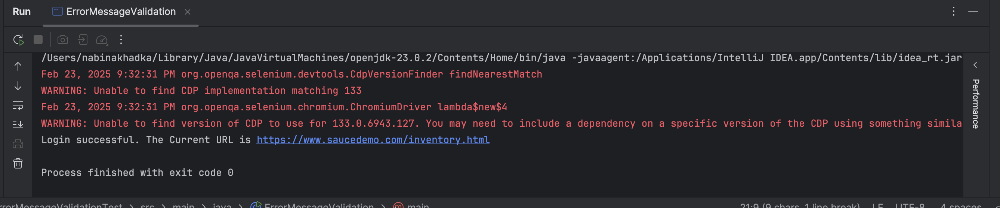 Run ErrorMessageValidation
/Users/nabinakhadka/Library/Java/JavaVirtualMachines/openjdk-23.0.2/Contents/Home/bin/java -javaagent:/Applications/IntelliJ IDEA.app/Contents/lib/idea_rt.jar
Feb 23, 2025 9:32:31 PM org.openqa.selenium.devtools.CdpVersionFinder findNearestMatch
WARNING: Unable to find CDP implementation matching 133
Feb 23, 2025 9:32:31 PM org.openqa.selenium.chromium.ChromiumDriver lambda$new$4
WARNING: Unable to find version of CDP to use for 133.0.6943.127. You may need to include a dependency on a specific version of the CDP using something simila
Login successful. The Current URL is https://www.saucedemo.com/inventory.html
Process finished with exit code 0
Performance
rrorMessageValidationTest > src > main > java > ErrorMessageValidation > main
21:9 (9 chars, 1 line break) LF UTF-8 4 spaces